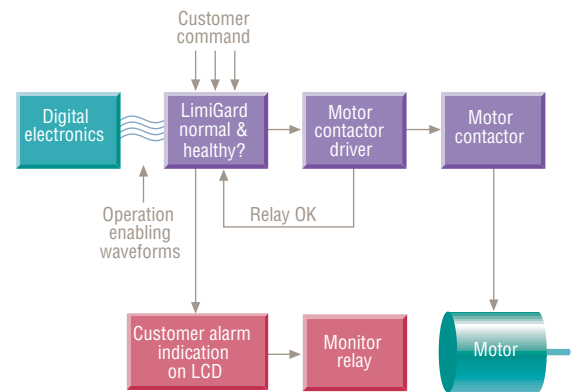 Customer
command
Digital
electronics
LimiGard
normal &
healthy?
Motor
contactor
driver
Motor
contactor
Operation
enabling
waveforms
Relay OK
Customer alarm
indication
on LCD
Monitor
relay
Motor